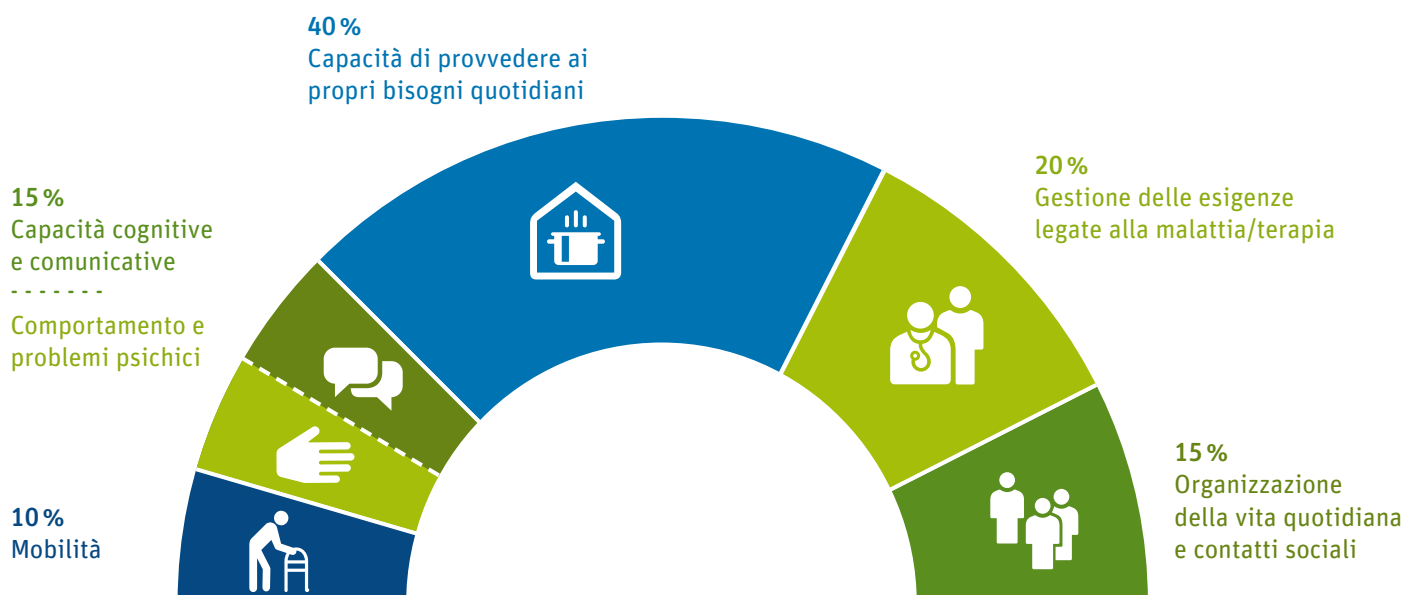 40 %
Capacità di provvedere ai
propri bisogni quotidiani
20 %
Gestione delle esigenze
legate alla malattia/terapia
15 %
Capacità cognitive
e comunicative
- - - - - - -
Comportamento e
problemi psichici
10 %
Mobilità
15 %
Organizzazione
della vita quotidiana
e contatti sociali